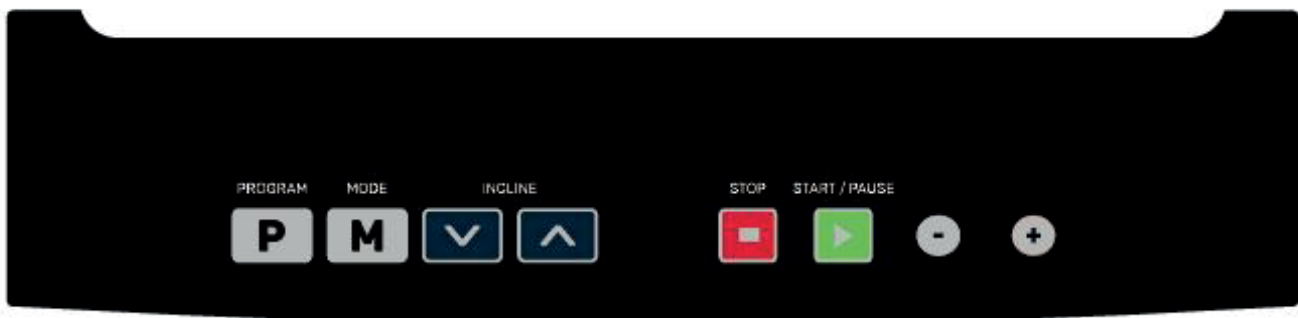 PROGRAM MODE INCLINE STOP START / PAUSE
P M - +